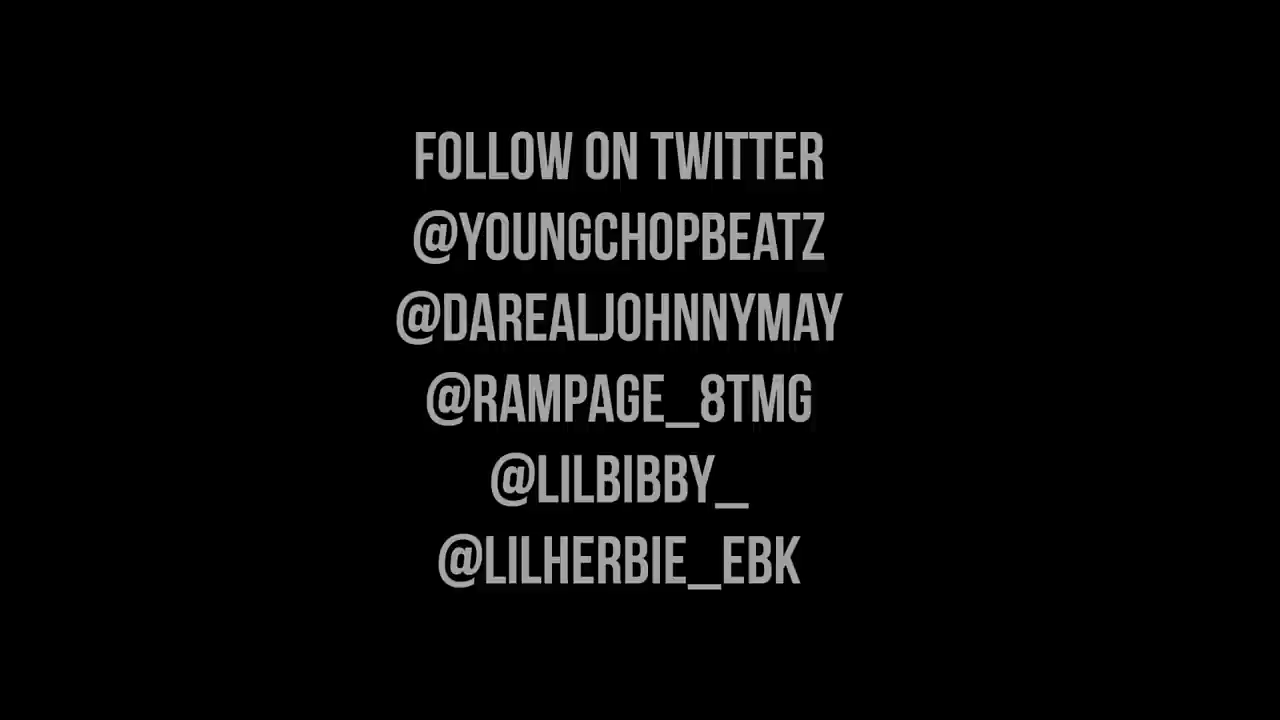 FOLLOW ON TWITTER
@YOUNGCHOPBEATZ
@DAREALJOHNNYMAY
@RAMPAGE_8TMG
@LILBIBBY_
@LILHERBIE_EBK